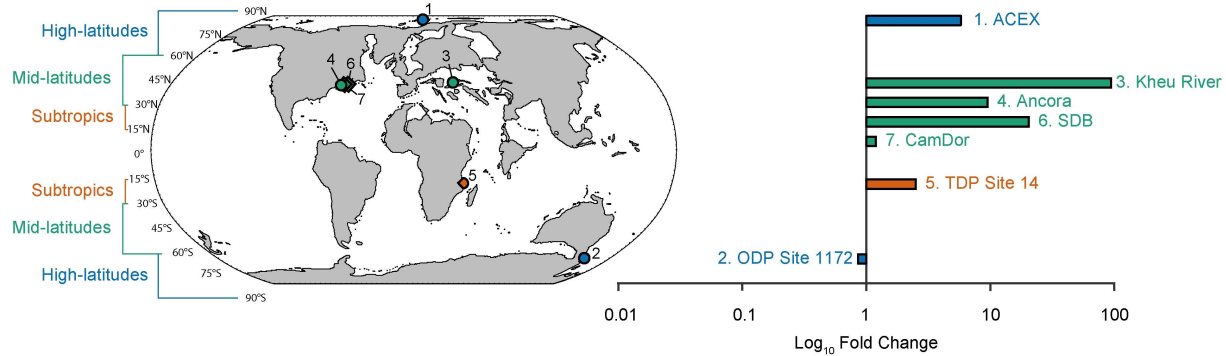 High-latitudes
Mid-latitudes
Subtropics
Subtropics
Mid-latitudes
High-latitudes
90°N
75°N
60°N
45°N
30°N
15°N
0°
15°S
30°S
45°S
60°S
75°S
90°S
1
4
6
3
7
5
2
1. ACEX
3. Kheu River
4. Ancora
6. SDB
7. CamDor
5. TDP Site 14
2. ODP Site 1172
0.01
0.1
1
10
100
Log₁₀ Fold Change